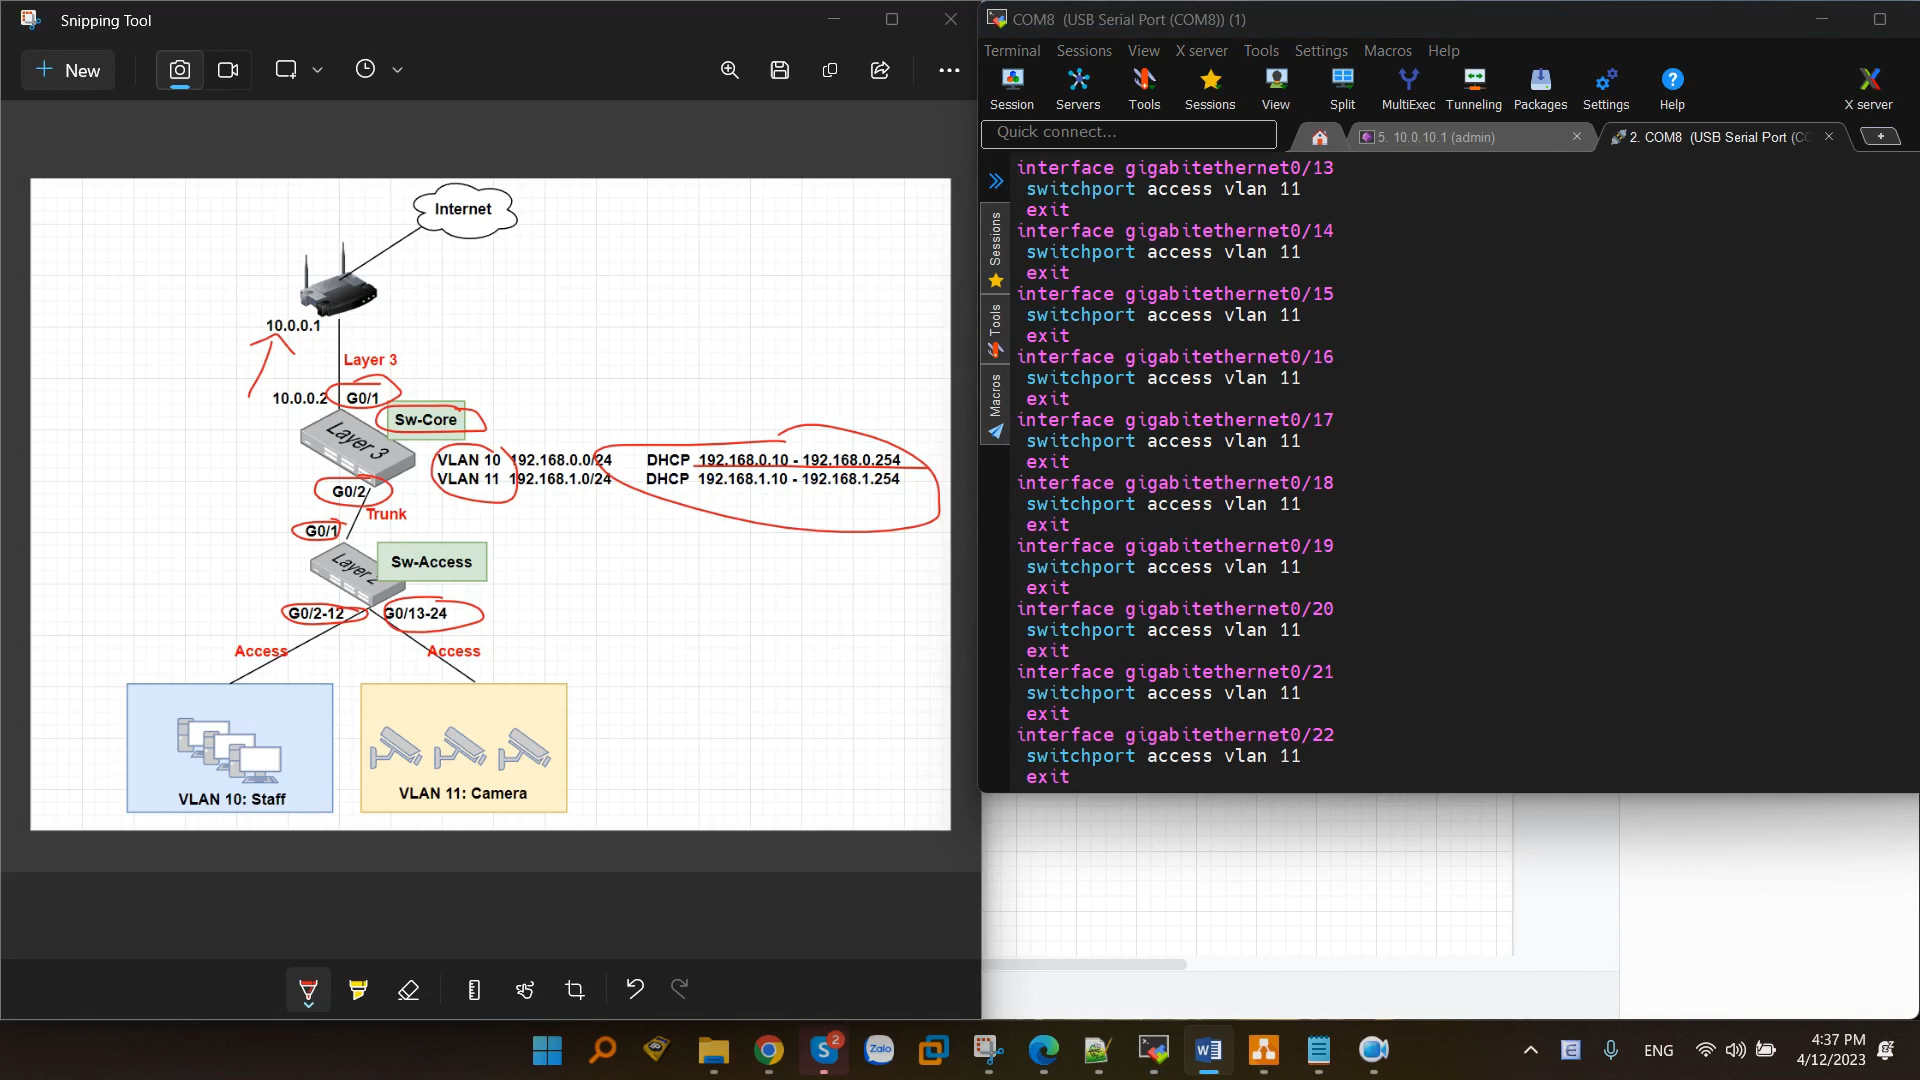 Snipping Tool
New
Internet
10.0.0.1
Layer 3
10.0.0.2
G0/1
Sw-Core
Layer 3
VLAN 10 192.168.0.0/24 DHCP 192.168.0.10 - 192.168.0.254
VLAN 11 192.168.1.0/24 DHCP 192.168.1.10 - 192.168.1.254
G0/2
Trunk
G0/1
Layer 2
Sw-Access
G0/2-12
G0/13-24
Access
Access
VLAN 10: Staff
VLAN 11: Camera
COM8 (USB Serial Port (COM8)) (1)
Terminal Sessions View X server Tools Settings Macros Help
Session Servers Tools Sessions View Split MultiExec Tunneling Packages Settings Help X server
Quick connect...
5. 10.0.10.1 (admin)
2. COM8 (USB Serial Port (CO
Sessions
Tools
Macros
interface gigabitethernet0/13
switchport access vlan 11
exit
interface gigabitethernet0/14
switchport access vlan 11
exit
interface gigabitethernet0/15
switchport access vlan 11
exit
interface gigabitethernet0/16
switchport access vlan 11
exit
interface gigabitethernet0/17
switchport access vlan 11
exit
interface gigabitethernet0/18
switchport access vlan 11
exit
interface gigabitethernet0/19
switchport access vlan 11
exit
interface gigabitethernet0/20
switchport access vlan 11
exit
interface gigabitethernet0/21
switchport access vlan 11
exit
interface gigabitethernet0/22
switchport access vlan 11
exit
2
Zalo
ENG
4:37 PM
4/12/2023